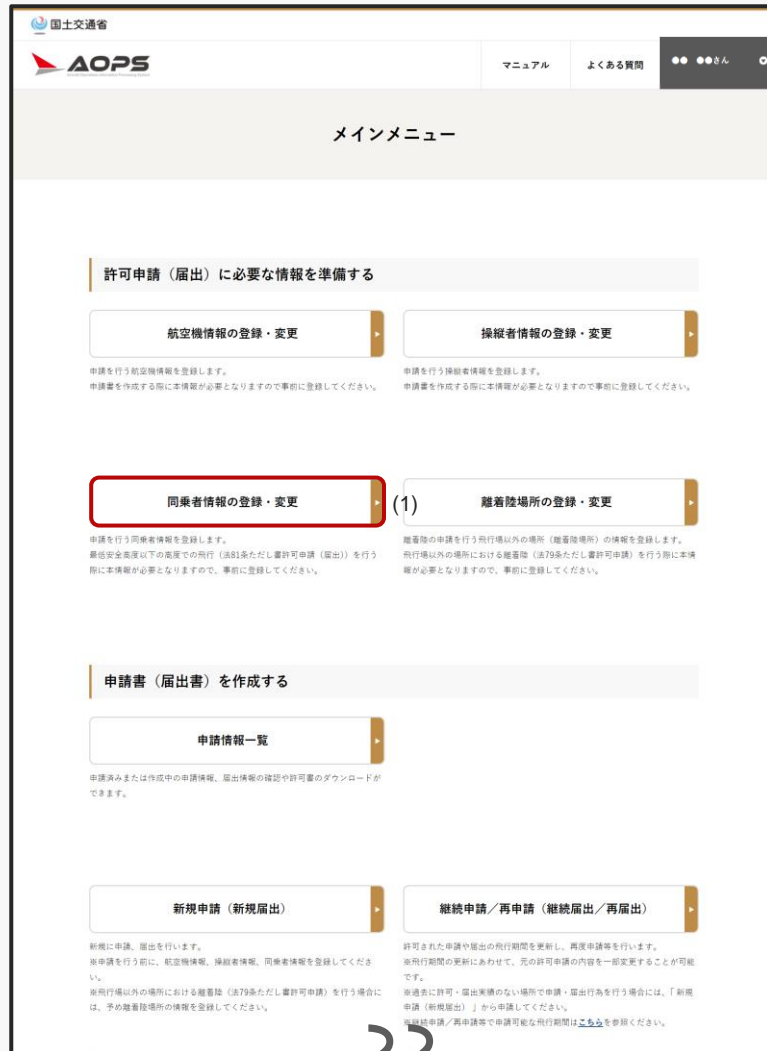 国土交通省
AOPS
マニュアル
よくある質問
●● ●●さん
メインメニュー
許可申請（届出）に必要な情報を準備する
航空機情報の登録・変更
操縦者情報の登録・変更
申請を行う航空機情報を登録します。
申請書を作成する際に本情報が必要となりますので事前に登録してください。
申請を行う操縦者情報を登録します。
申請書を作成する際に本情報が必要となりますので事前に登録してください。
同乗者情報の登録・変更
(1)
離着陸場所の登録・変更
申請を行う同乗者情報を登録します。
最低安全高度以下の高度での飛行（法81条ただし書許可申請（届出））を行う
際に本情報が必要となりますので、事前に登録してください。
離着陸の申請を行う飛行場以外の場所（離着陸場所）の情報を登録します。
飛行場以外の場所における離着陸（法79条ただし書許可申請）を行う際に本情
報が必要となりますので、事前に登録してください。
申請書（届出書）を作成する
申請情報一覧
申請済みまたは作成中の申請情報、届出情報の確認や許可書のダウンロードが
できます。
新規申請（新規届出）
継続申請／再申請（継続届出／再届出）
新規に申請、届出を行います。
※申請を行う前に、航空機情報、操縦者情報、同乗者情報を登録してくださ
い。
※飛行場以外の場所における離着陸（法79条ただし書許可申請）を行う場合に
は、予め離着陸場所の情報を登録してください。
許可された申請や届出の飛行期間を更新し、再度申請等を行います。
※飛行期間の更新にあわせて、元の許可申請の内容を一部変更することが可能
です。
※過去に許可・届出実績のない場所で申請・届出行為を行う場合には、「新規
申請（新規届出）」から申請してください。
※継続申請／再申請等で申請可能な飛行期間はこちらを参照ください。